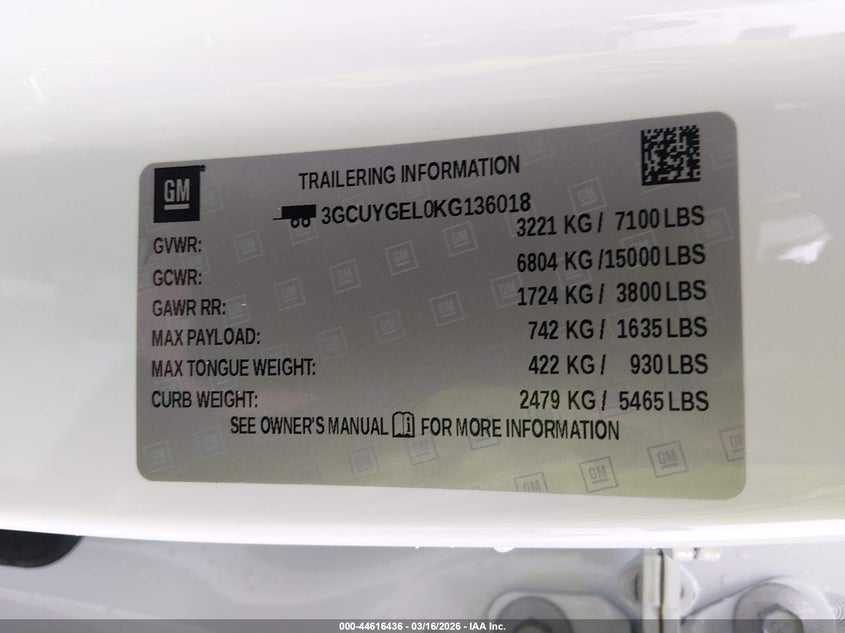 GM
TRAILERING INFORMATION
3GCUYGEL0KG136018
GVWR: 3221 KG / 7100 LBS
GCWR: 6804 KG /15000 LBS
GAWR RR: 1724 KG / 3800 LBS
MAX PAYLOAD: 742 KG / 1635 LBS
MAX TONGUE WEIGHT: 422 KG / 930 LBS
CURB WEIGHT: 2479 KG / 5465 LBS
SEE OWNER'S MANUAL FOR MORE INFORMATION
000-44616436 - 03/16/2026 - IAA Inc.